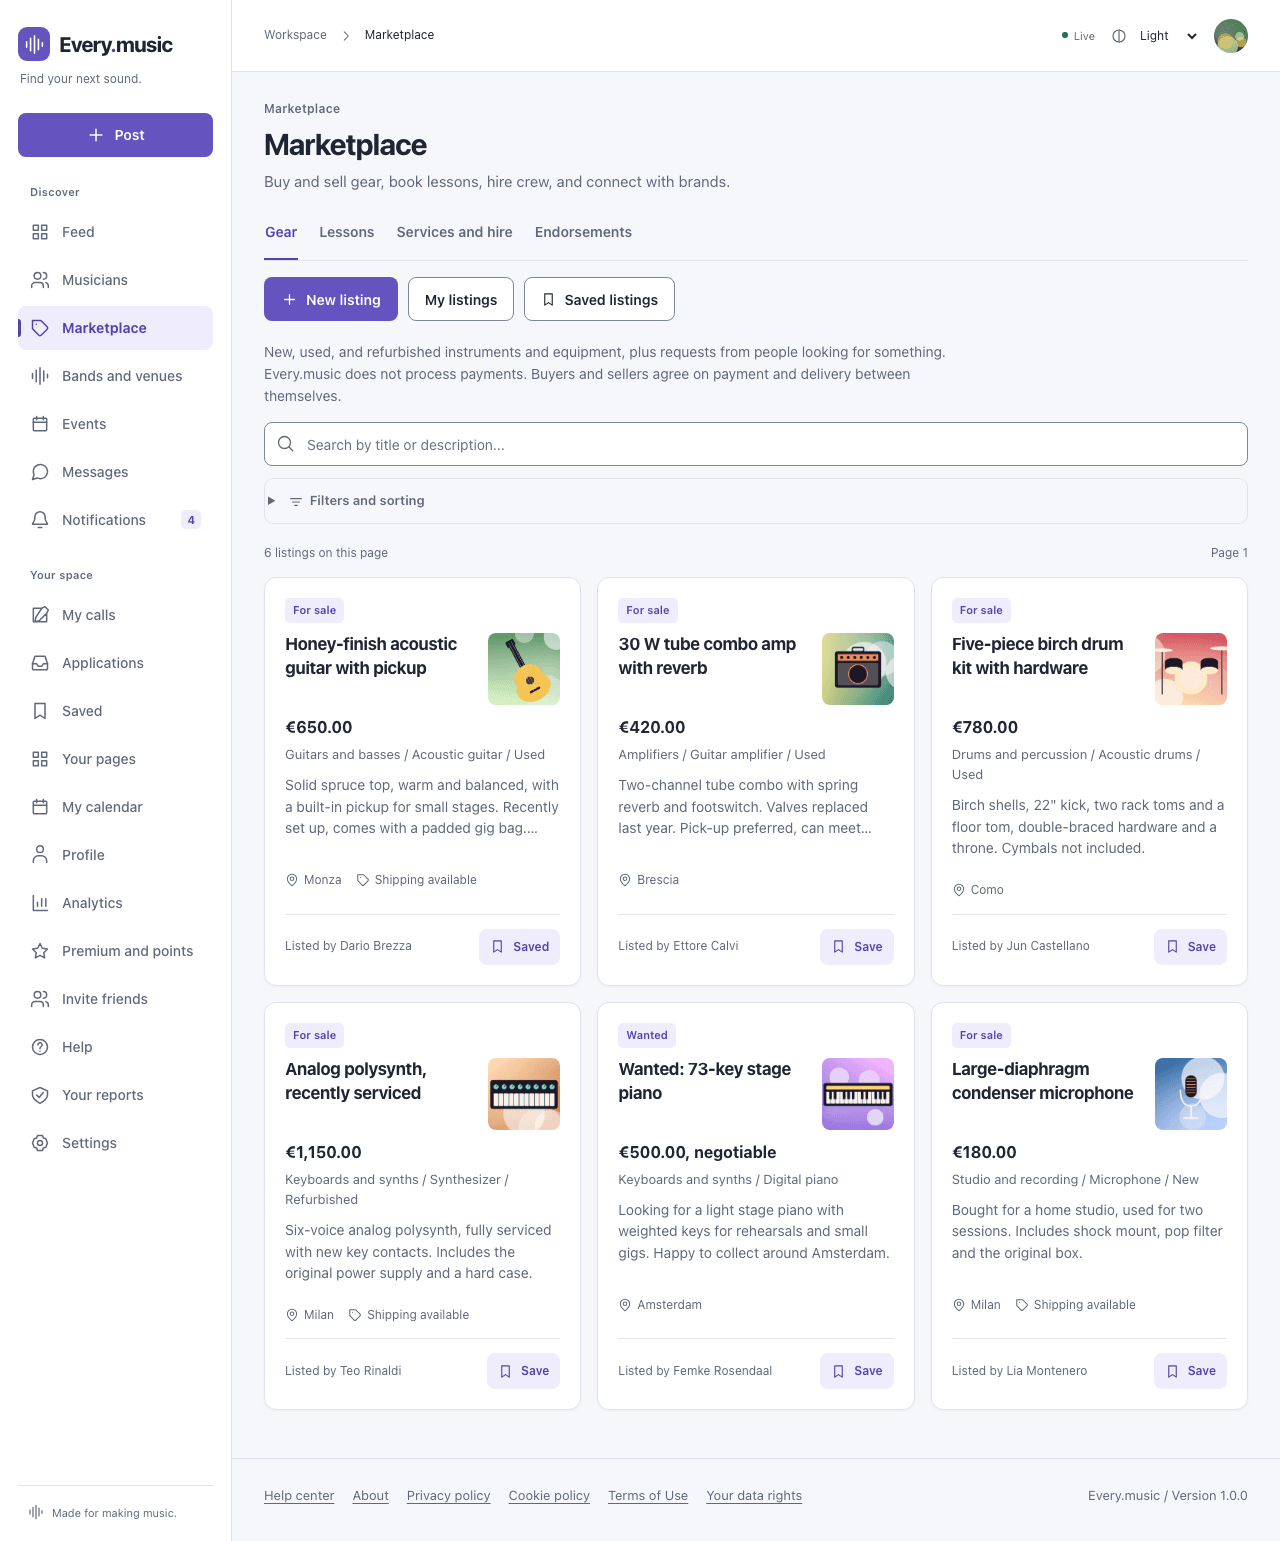 Every.music
Find your next sound.
Post
Discover
Feed
Musicians
Marketplace
Bands and venues
Events
Messages
Notifications 4
Your space
My calls
Applications
Saved
Your pages
My calendar
Profile
Analytics
Premium and points
Invite friends
Help
Your reports
Settings
Made for making music.
Workspace > Marketplace
Live
Light
Marketplace
Marketplace
Buy and sell gear, book lessons, hire crew, and connect with brands.
Gear Lessons Services and hire Endorsements
New listing My listings Saved listings
New, used, and refurbished instruments and equipment, plus requests from people looking for something.
Every.music does not process payments. Buyers and sellers agree on payment and delivery between
themselves.
Search by title or description...
Filters and sorting
6 listings on this page Page 1
For sale
Honey-finish acoustic
guitar with pickup
€650.00
Guitars and basses / Acoustic guitar / Used
Solid spruce top, warm and balanced, with
a built-in pickup for small stages. Recently
set up, comes with a padded gig bag.…
Monza Shipping available
Listed by Dario Brezza Saved
For sale
30 W tube combo amp
with reverb
€420.00
Amplifiers / Guitar amplifier / Used
Two-channel tube combo with spring
reverb and footswitch. Valves replaced
last year. Pick-up preferred, can meet…
Brescia
Listed by Ettore Calvi Save
For sale
Five-piece birch drum
kit with hardware
€780.00
Drums and percussion / Acoustic drums /
Used
Birch shells, 22" kick, two rack toms and a
floor tom, double-braced hardware and a
throne. Cymbals not included.
Como
Listed by Jun Castellano Save
For sale
Analog polysynth,
recently serviced
€1,150.00
Keyboards and synths / Synthesizer /
Refurbished
Six-voice analog polysynth, fully serviced
with new key contacts. Includes the
original power supply and a hard case.
Milan Shipping available
Listed by Teo Rinaldi Save
Wanted
Wanted: 73-key stage
piano
€500.00, negotiable
Keyboards and synths / Digital piano
Looking for a light stage piano with
weighted keys for rehearsals and small
gigs. Happy to collect around Amsterdam.
Amsterdam
Listed by Femke Rosendaal Save
For sale
Large-diaphragm
condenser microphone
€180.00
Studio and recording / Microphone / New
Bought for a home studio, used for two
sessions. Includes shock mount, pop filter
and the original box.
Milan Shipping available
Listed by Lia Montenero Save
Help center About Privacy policy Cookie policy Terms of Use Your data rights
Every.music / Version 1.0.0